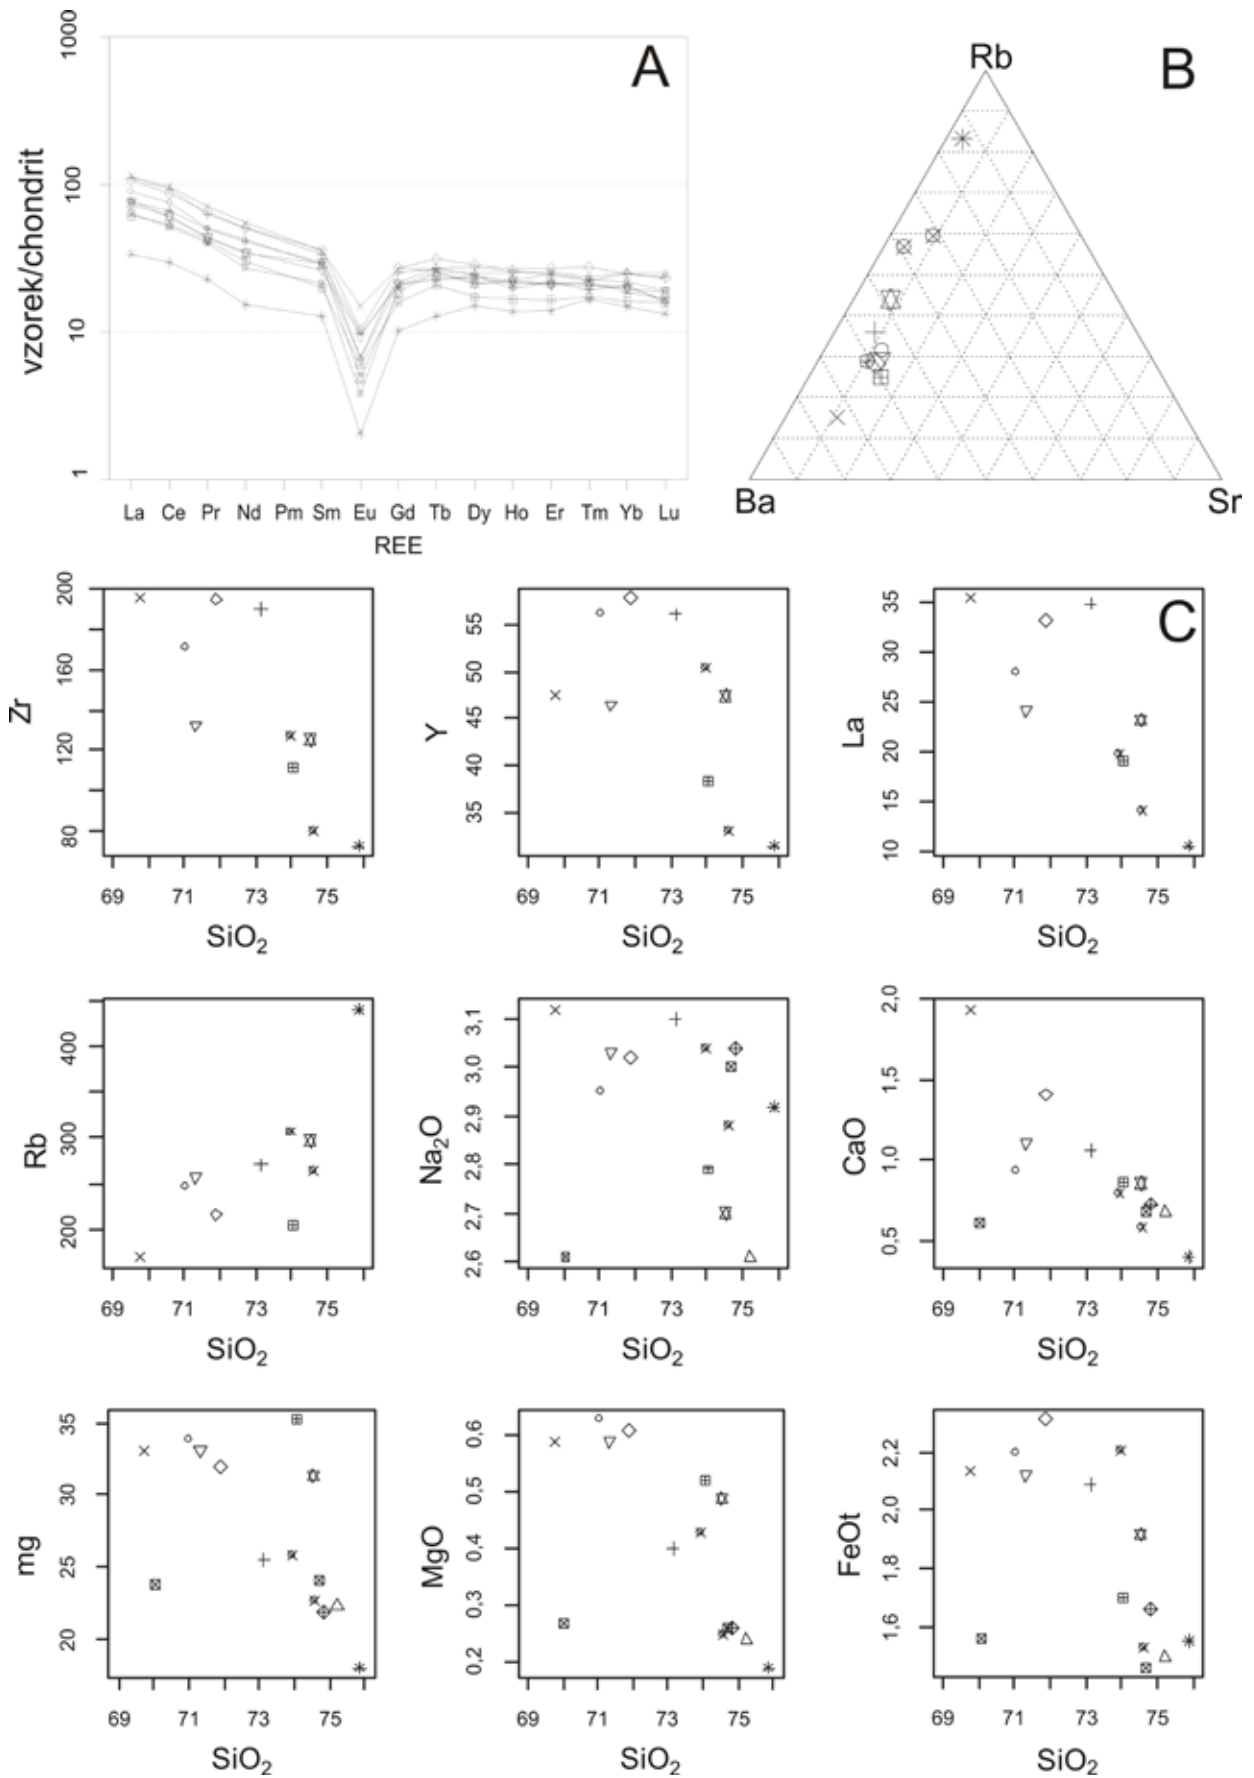 A
1000
100
10
1
vzorek/chondrit
La Ce Pr Nd Pm Sm Eu Gd Tb Dy Ho Er Tm Yb Lu
REE
B
Rb
Ba
Sr
C
Zr
200
160
120
80
69 71 73 75
SiO2
Y
55
50
45
40
35
69 71 73 75
SiO2
La
35
30
25
20
15
10
69 71 73 75
SiO2
Rb
400
300
200
69 71 73 75
SiO2
Na2O
3,1
3,0
2,9
2,8
2,7
2,6
69 71 73 75
SiO2
CaO
2,0
1,5
1,0
0,5
69 71 73 75
SiO2
mg
35
30
25
20
69 71 73 75
SiO2
MgO
0,6
0,5
0,4
0,3
0,2
69 71 73 75
SiO2
FeOt
2,2
2,0
1,8
1,6
69 71 73 75
SiO2